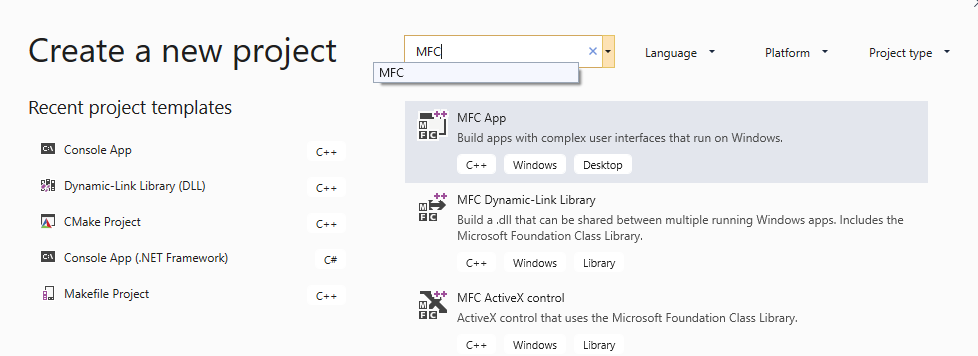 Create a new project
MFC
MFC
Language
Platform
Project type
Recent project templates
Console App
C++
Dynamic-Link Library (DLL)
C++
CMake Project
C++
Console App (.NET Framework)
C#
Makefile Project
C++
MFC App
Build apps with complex user interfaces that run on Windows.
C++ Windows Desktop
MFC Dynamic-Link Library
Build a .dll that can be shared between multiple running Windows apps. Includes the
Microsoft Foundation Class Library.
C++ Windows Library
MFC ActiveX control
ActiveX control that uses the Microsoft Foundation Class Library.
C++ Windows Library